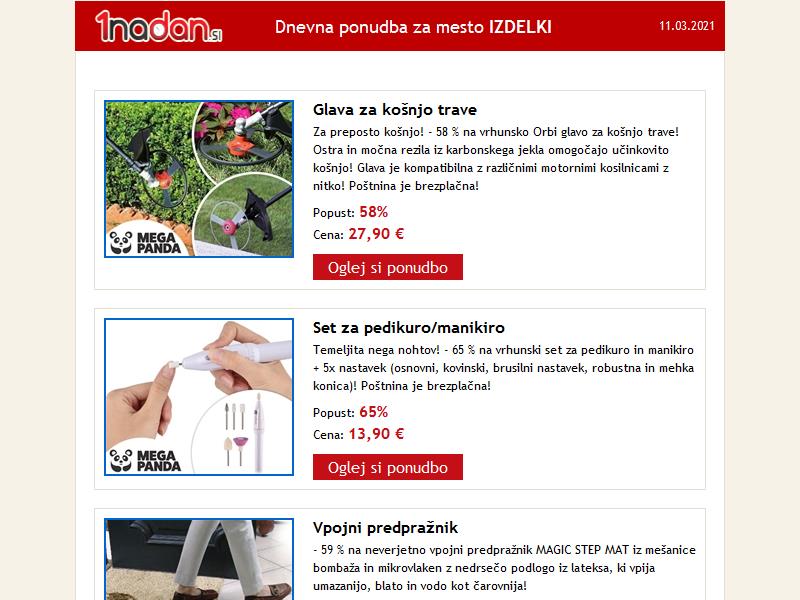 1nadan.si
Dnevna ponudba za mesto IZDELKI
11.03.2021
Glava za košnjo trave
Za preposto košnjo! - 58 % na vrhunsko Orbi glavo za košnjo trave!
Ostra in močna rezila iz karbonskega jekla omogočajo učinkovito
košnjo! Glava je kompatibilna z različnimi motornimi kosilnicami z
nitko! Poštnina je brezplačna!
Popust: 58%
Cena: 27,90 €
Oglej si ponudbo
MEGA
PANDA
Set za pedikuro/manikiro
Temeljita nega nohtov! - 65 % na vrhunski set za pedikuro in manikiro
+ 5x nastavek (osnovni, kovinski, brusilni nastavek, robustna in mehka
konica)! Poštnina je brezplačna!
Popust: 65%
Cena: 13,90 €
Oglej si ponudbo
MEGA
PANDA
Vpojni predpražnik
- 59 % na neverjetno vpojni predpražnik MAGIC STEP MAT iz mešanice
bombaža in mikrovlaken z nedrsečo podlogo iz lateksa, ki vpija
umazanijo, blato in vodo kot čarovnija!